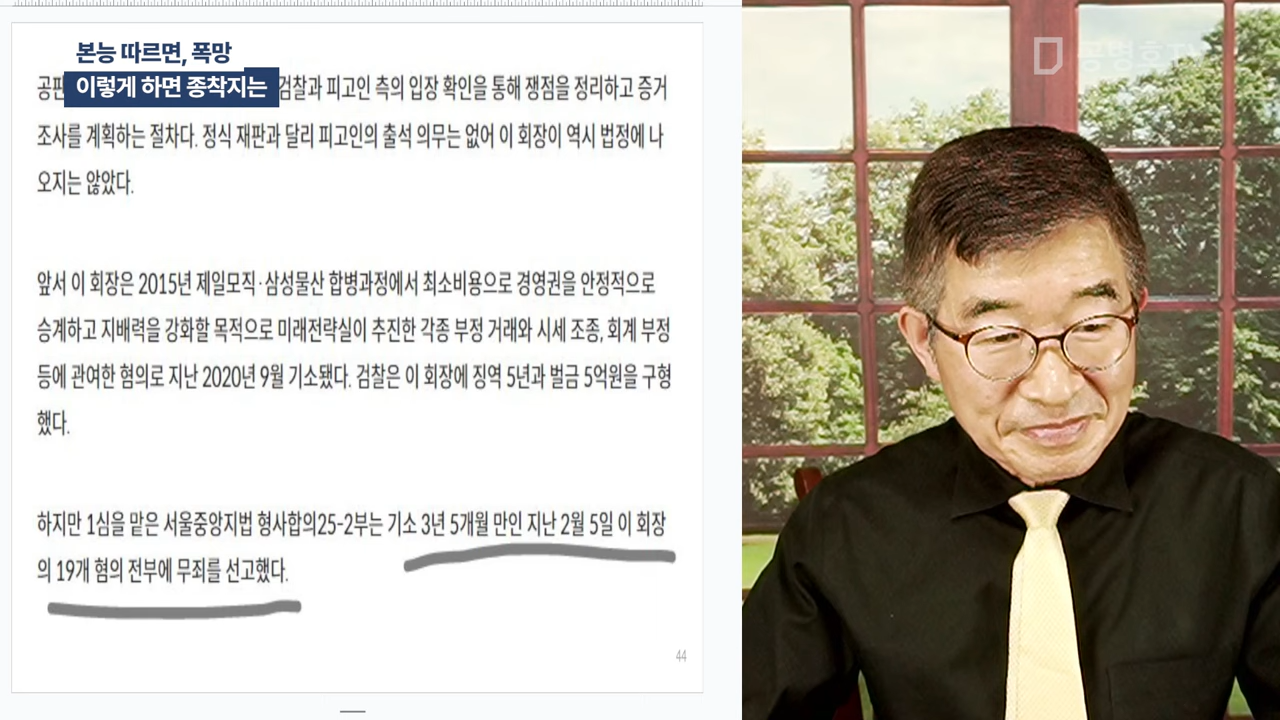 본능 따르면, 폭망
이렇게 하면 종착지는
공판 검찰과 피고인 측의 입장 확인을 통해 쟁점을 정리하고 증거
조사를 계획하는 절차다. 정식 재판과 달리 피고인의 출석 의무는 없어 이 회장이 역시 법정에 나
오지는 않았다.
앞서 이 회장은 2015년 제일모직·삼성물산 합병과정에서 최소비용으로 경영권을 안정적으로
승계하고 지배력을 강화할 목적으로 미래전략실이 추진한 각종 부정 거래와 시세 조종, 회계 부정
등에 관여한 혐의로 지난 2020년 9월 기소됐다. 검찰은 이 회장에 징역 5년과 벌금 5억원을 구형
했다.
하지만 1심을 맡은 서울중앙지법 형사합의25-2부는 기소 3년 5개월 만인 지난 2월 5일 이 회장
의 19개 혐의 전부에 무죄를 선고했다.
44
공병호TV